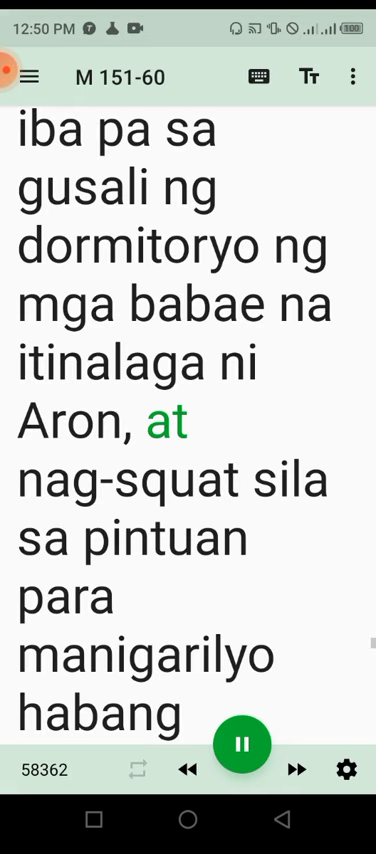 12:50 PM
100
M 151-60
iba pa sa
gusali ng
dormitoryo ng
mga babae na
itinalaga ni
Aron, at
nag-squat sila
sa pintuan
para
manigarilyo
habang
58362